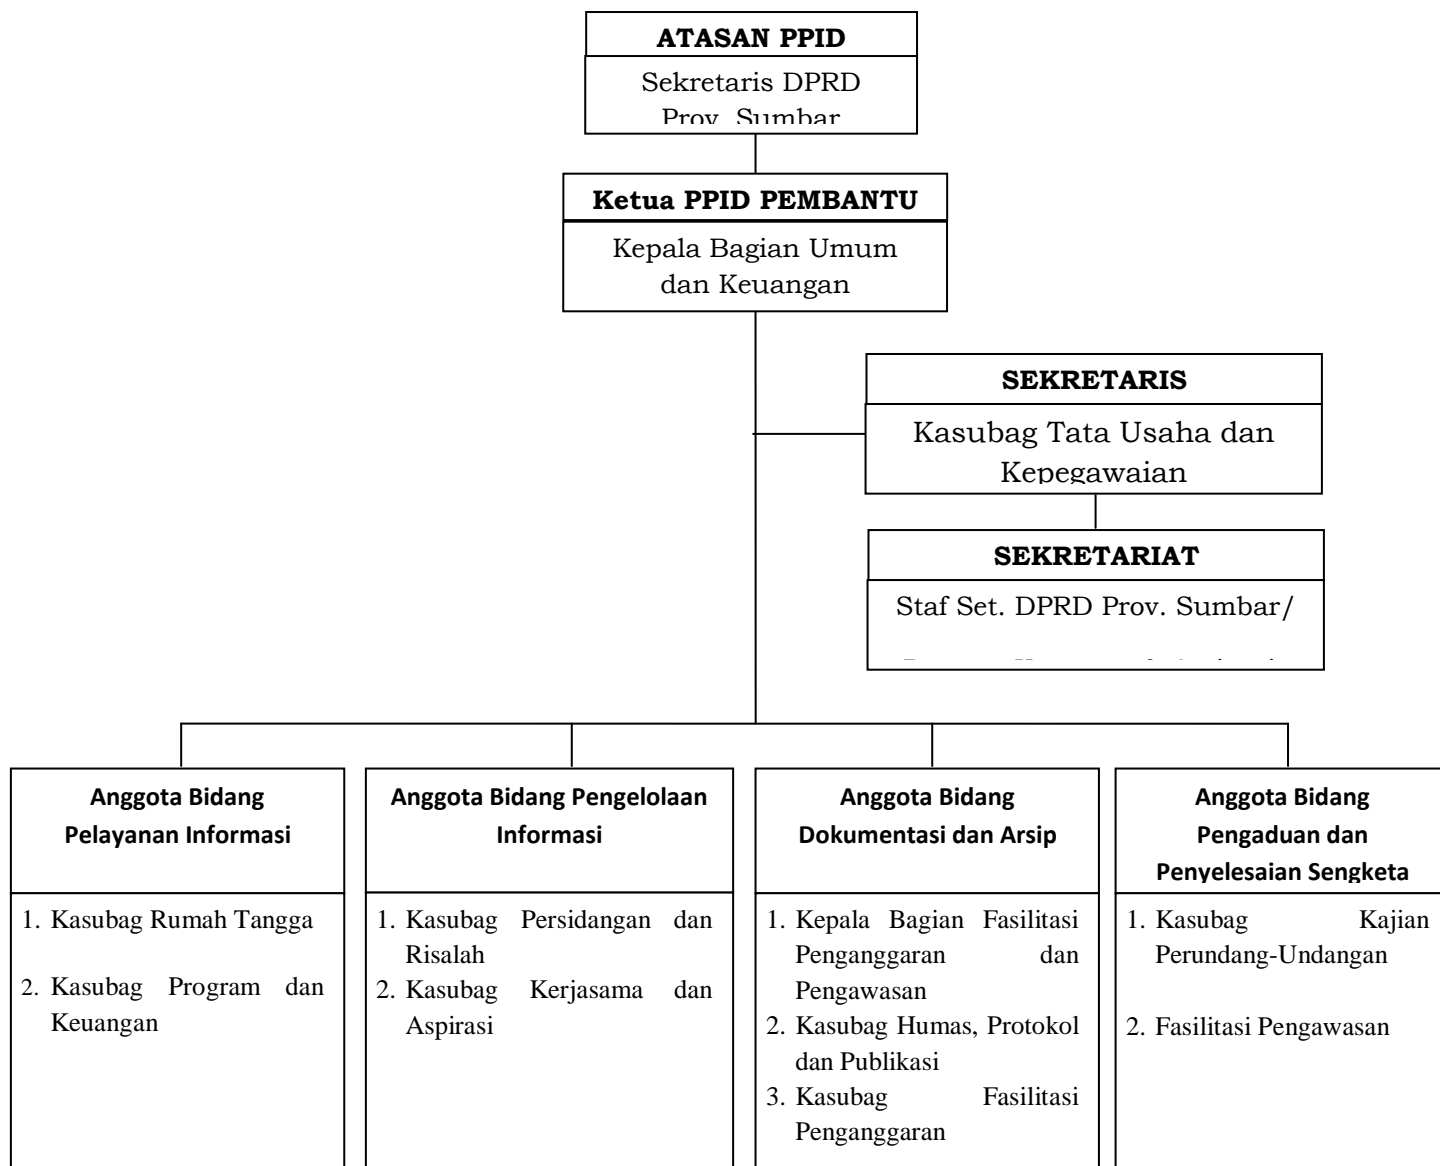 ATASAN PPID
Sekretaris DPRD
Prov. Sumbar
Ketua PPID PEMBANTU
Kepala Bagian Umum
dan Keuangan
SEKRETARIS
Kasubag Tata Usaha dan
Kepegawaian
SEKRETARIAT
Staf Set. DPRD Prov. Sumbar/
Anggota Bidang
Pelayanan Informasi
1. Kasubag Rumah Tangga
2. Kasubag Program dan
Keuangan
Anggota Bidang Pengelolaan
Informasi
1. Kasubag Persidangan dan
Risalah
2. Kasubag Kerjasama dan
Aspirasi
Anggota Bidang
Dokumentasi dan Arsip
1. Kepala Bagian Fasilitasi
Penganggaran dan
Pengawasan
2. Kasubag Humas, Protokol
dan Publikasi
3. Kasubag Fasilitasi
Penganggaran
Anggota Bidang
Pengaduan dan
Penyelesaian Sengketa
1. Kasubag Kajian
Perundang-Undangan
2. Fasilitasi Pengawasan